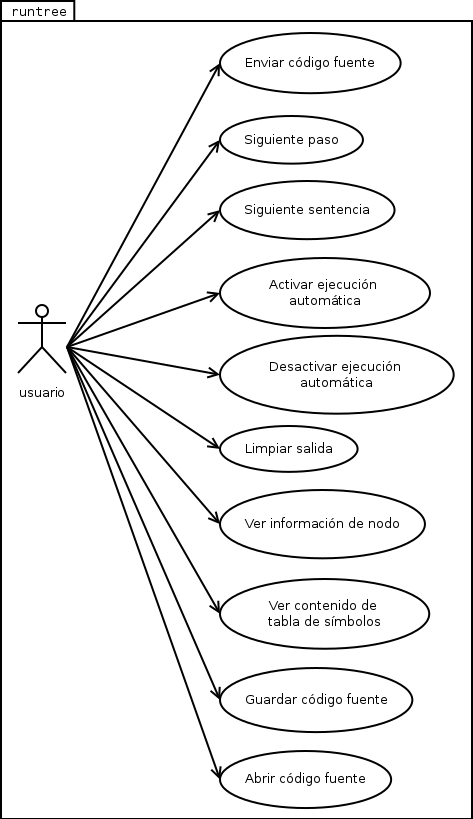 runtree
Enviar código fuente
Siguiente paso
Siguiente sentencia
Activar ejecución
automática
Desactivar ejecución
automática
usuario
Limpiar salida
Ver información de nodo
Ver contenido de
tabla de símbolos
Guardar código fuente
Abrir código fuente